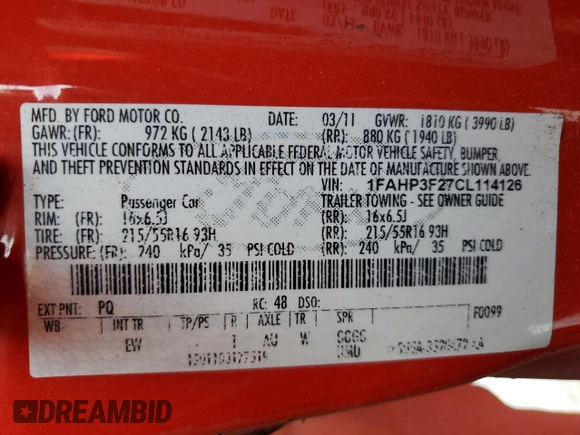 MFD. BY FORD MOTOR CO. DATE: 03/11 GVWR: 1810 KG ( 3990 LB)
GAWR: (FR): 972 KG ( 2143 LB) (RR): 880 KG ( 1940 LB)
THIS VEHICLE CONFORMS TO ALL APPLICABLE FEDERAL MOTOR VEHICLE SAFETY, BUMPER,
AND THEFT PREVENTION STANDARDS IN EFFECT ON THE DATE OF MANUFACTURE SHOWN ABOVE.
VIN: 1FAHP3F27CL114126
TYPE: Passenger Car TRAILER TOWING - SEE OWNER GUIDE
RIM: (FR) 16x6.5J (RR): 16x6.5J
TIRE: (FR): 215/55R16 93H (RR): 215/55R16 93H
PRESSURE: (FR): 240 kPa/ 35 PSI COLD (RR): 240 kPa/ 35 PSI COLD
EXT PNT: PQ RC: 48 DSO: F0099
WB INT TR TP/PS R AXLE TR SPR
EW AU W GGGG
DREAMBID